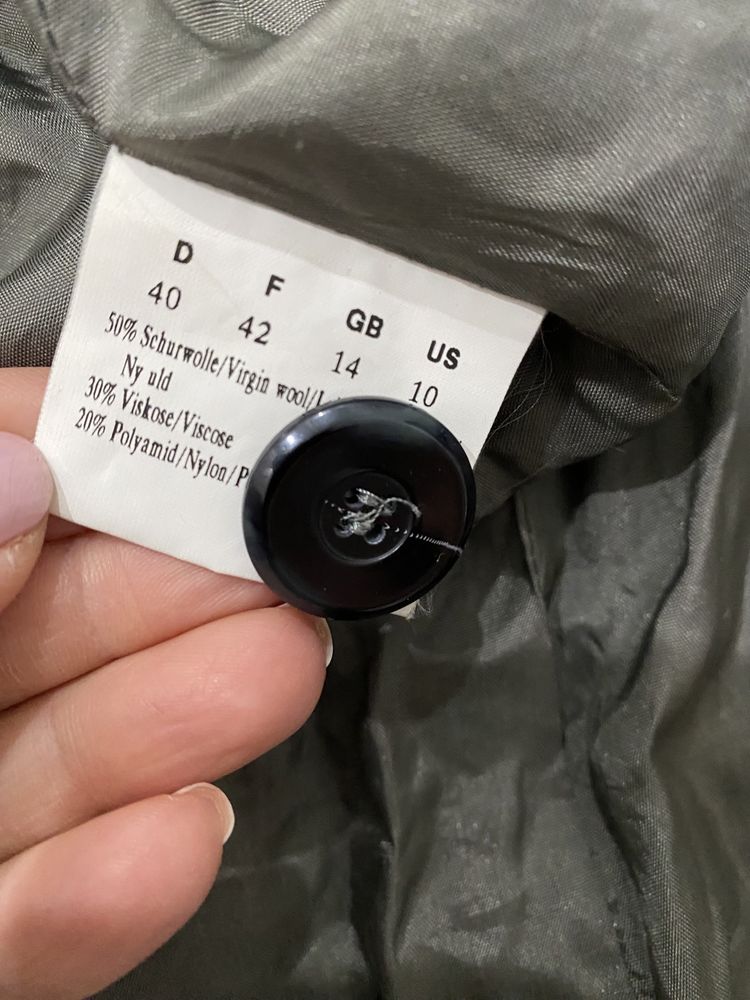 D F GB US
40 42 14 10
50% Schurwolle/Virgin wool/
Ny uld
30% Viskose/Viscose
20% Polyamid/Nylon/P